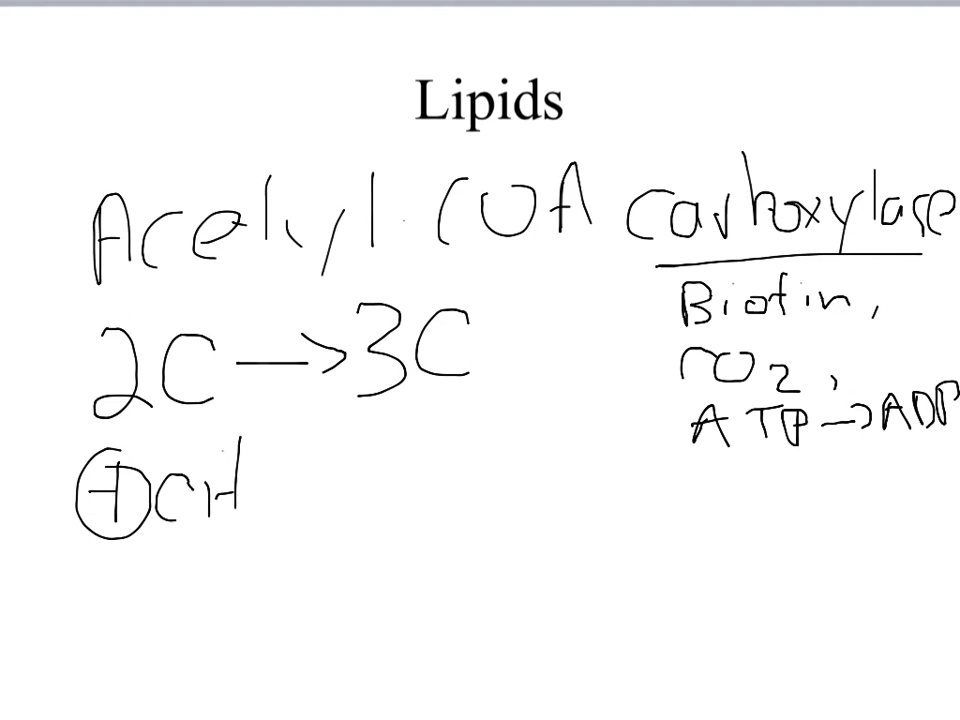 Lipids
Acetyl COA carboxylase
Biotin,
2C → 3C
CO2,
ATP → ADP
⊕ cit